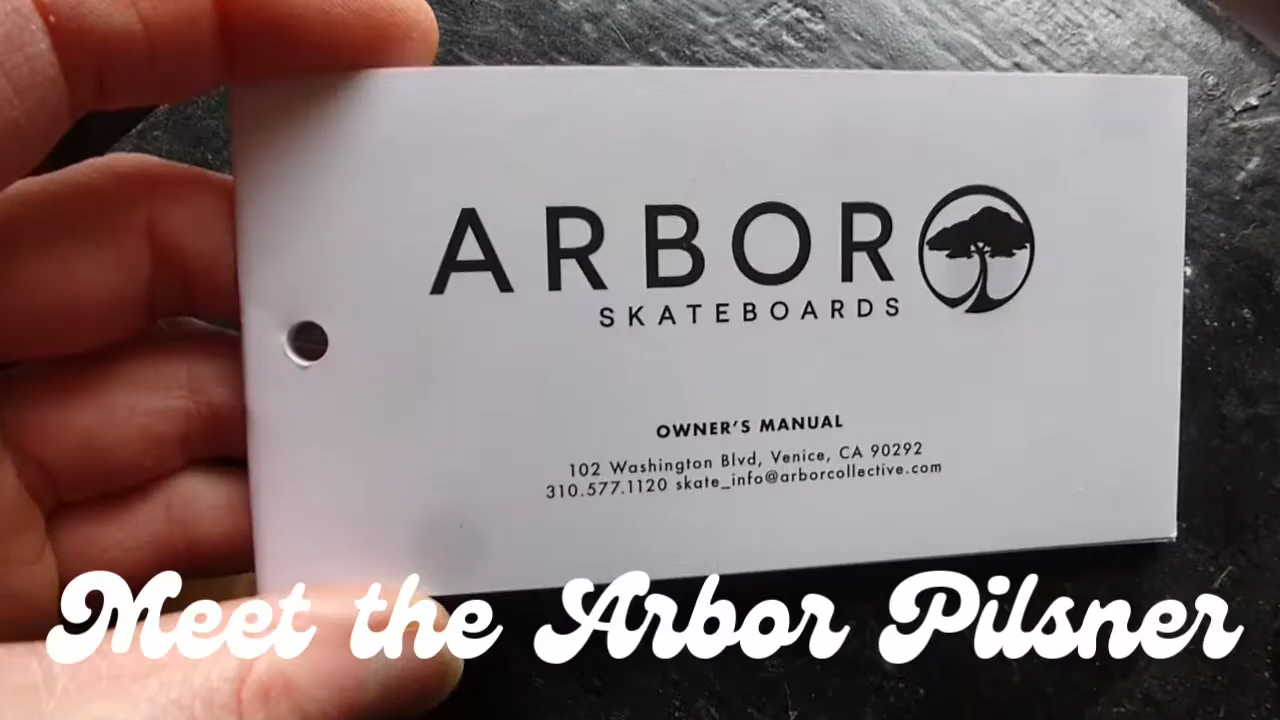 ARBOR
SKATEBOARDS
OWNER'S MANUAL
102 Washington Blvd, Venice, CA 90292
310.577.1120 skate_info@arborcollective.com
Meet the Arbor Pilsner